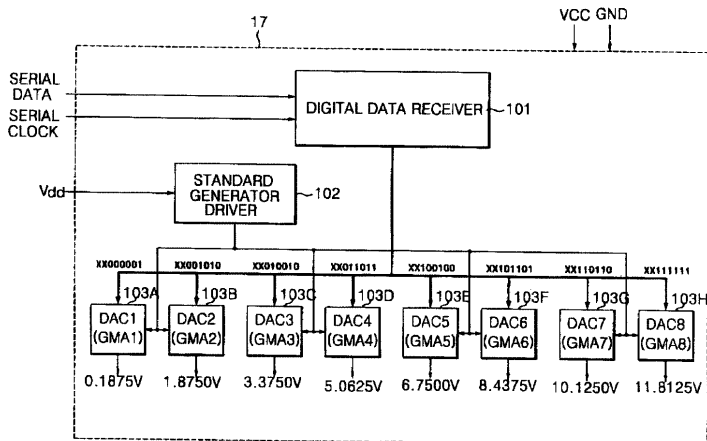 17
VCC GND
SERIAL
DATA
SERIAL
CLOCK
DIGITAL DATA RECEIVER
101
Vdd
STANDARD
GENERATOR
DRIVER
102
XX000001 XX001010 XX010010 XX011011 XX100100 XX101101 XX110110 XX111111
103A 103B 103C 103D 103E 103F 103G 103H
DAC1 DAC2 DAC3 DAC4 DAC5 DAC6 DAC7 DAC8
(GMA1) (GMA2) (GMA3) (GMA4) (GMA5) (GMA6) (GMA7) (GMA8)
0.1875V 1.8750V 3.3750V 5.0625V 6.7500V 8.4375V 10.1250V 11.8125V